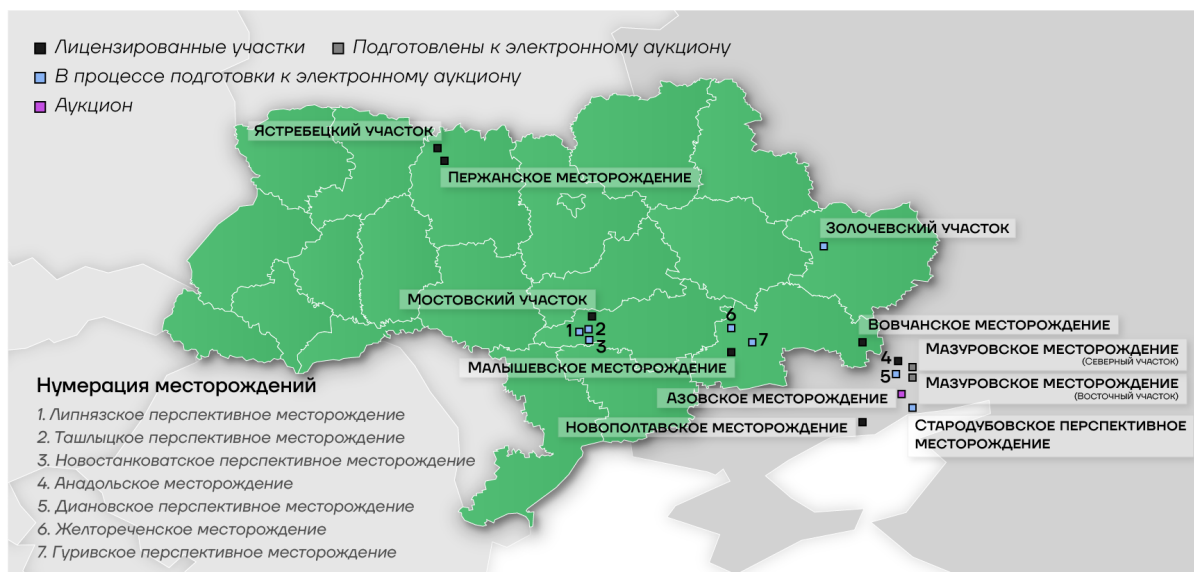 Лицензированные участки
Подготовлены к электронному аукциону
В процессе подготовки к электронному аукциону
Аукцион
Ястребецкий участок
Пержанское месторождение
Золочевский участок
Мостовский участок
1
2
3
6
7
Вовчанское месторождение
Малышевское месторождение
4
5
Мазуровское месторождение
(Северный участок)
Мазуровское месторождение
(Восточный участок)
Азовское месторождение
Новополтавское месторождение
Стародубовское перспективное
месторождение
Нумерация месторождений
1. Липнязское перспективное месторождение
2. Ташлыцкое перспективное месторождение
3. Новостанковатское перспективное месторождение
4. Анадольское месторождение
5. Диановское перспективное месторождение
6. Желтореченское месторождение
7. Гуривское перспективное месторождение